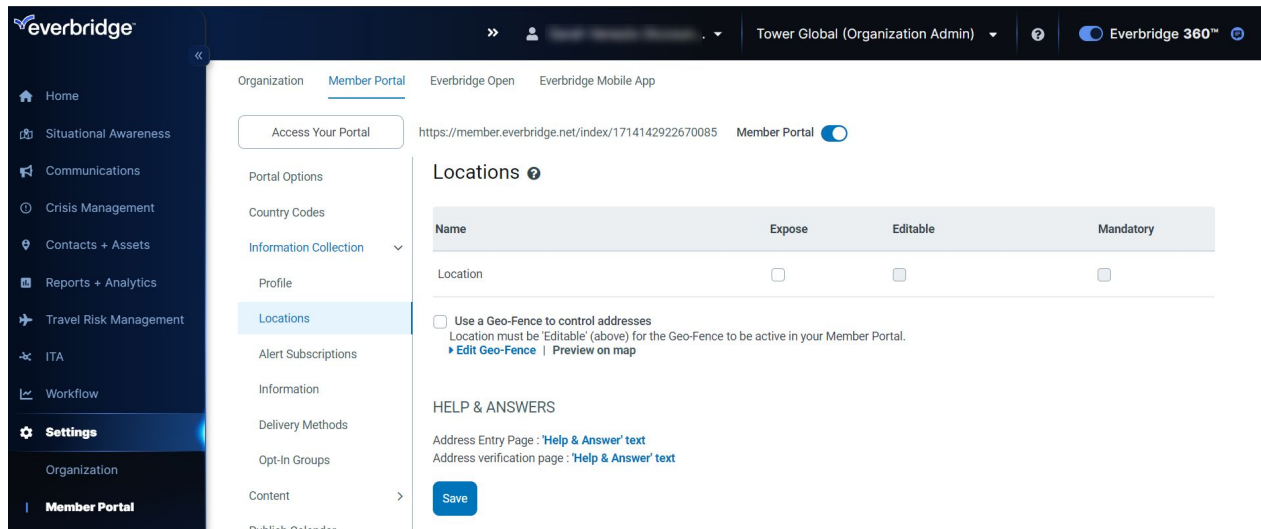 everbridge™
Tower Global (Organization Admin)
Everbridge 360™
Home
Situational Awareness
Communications
Crisis Management
Contacts + Assets
Reports + Analytics
Travel Risk Management
ITA
Workflow
Settings
Organization
Member Portal
Organization Member Portal Everbridge Open Everbridge Mobile App
Access Your Portal https://member.everbridge.net/index/1714142922670085 Member Portal
Portal Options
Country Codes
Information Collection
Profile
Locations
Alert Subscriptions
Information
Delivery Methods
Opt-In Groups
Content
Publish Calendar
Locations
Name Expose Editable Mandatory
Location
Use a Geo-Fence to control addresses
Location must be 'Editable' (above) for the Geo-Fence to be active in your Member Portal.
Edit Geo-Fence | Preview on map
HELP & ANSWERS
Address Entry Page : 'Help & Answer' text
Address verification page : 'Help & Answer' text
Save